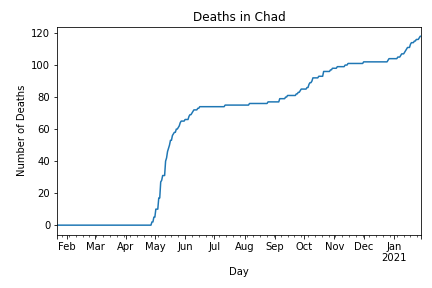 Deaths in Chad
Number of Deaths
120
100
80
60
40
20
0
Feb Mar Apr May Jun Jul Aug Sep Oct Nov Dec Jan
2021
Day